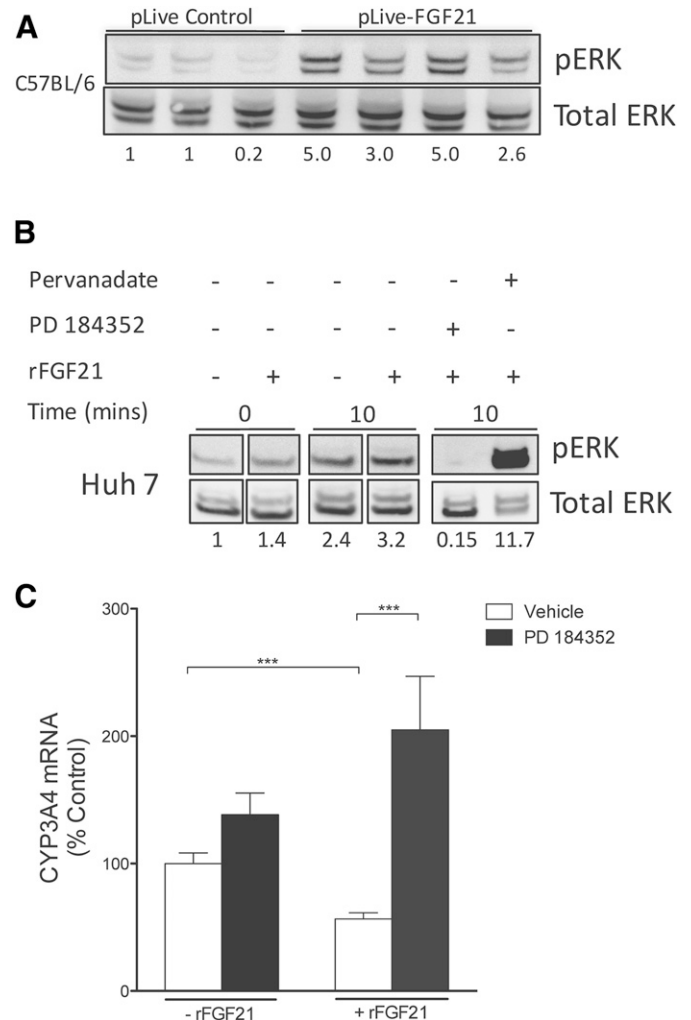 A
pLive Control pLive-FGF21
C57BL/6
pERK
Total ERK
1 1 0.2 5.0 3.0 5.0 2.6
B
Pervanadate - - - - - +
PD 184352 - - - - + -
rFGF21 - + - + + +
Time (mins) 0 10 10
Huh 7
pERK
Total ERK
1 1.4 2.4 3.2 0.15 11.7
C
CYP3A4 mRNA
(% Control)
300
200
100
0
***
***
Vehicle
PD 184352
- rFGF21 + rFGF21